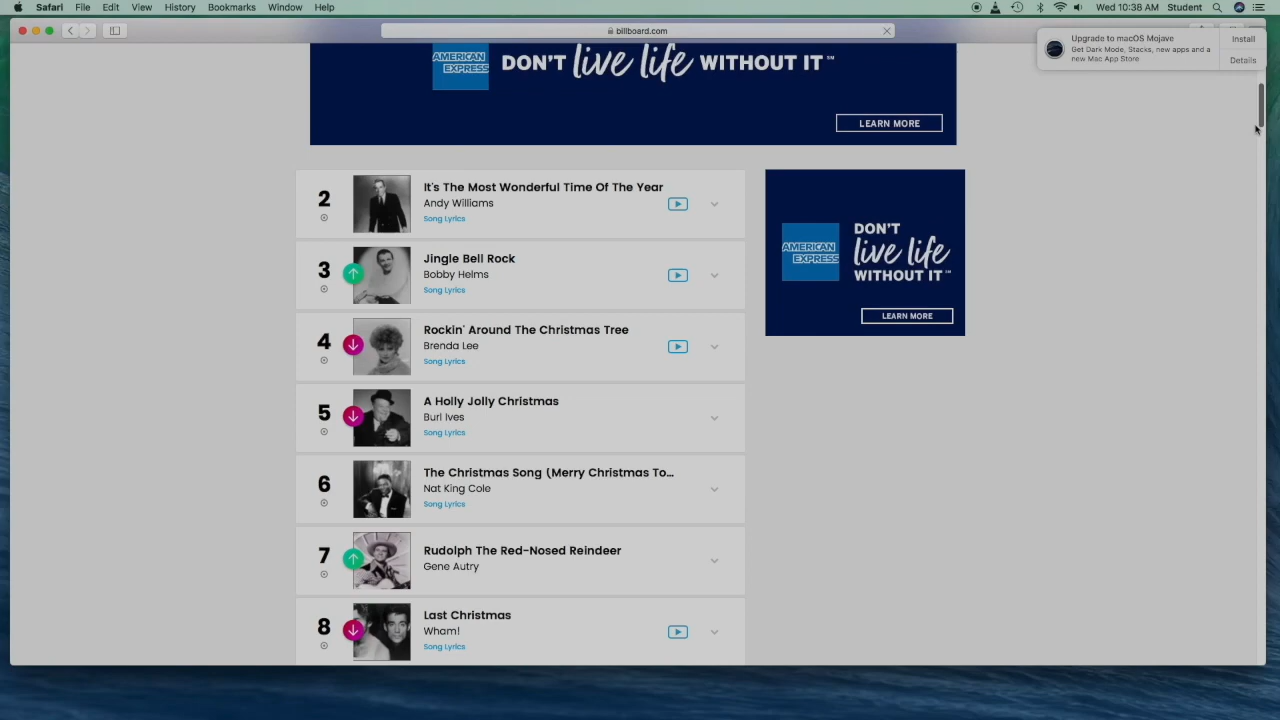 Safari File Edit View History Bookmarks Window Help Wed 10:38 AM Student
billboard.com
Upgrade to macOS Mojave
Get Dark Mode, Stacks, new apps and a
new Mac App Store
Install
Details
AMERICAN
EXPRESS
DON'T live life WITHOUT IT™
LEARN MORE
2
It's The Most Wonderful Time Of The Year
Andy Williams
Song Lyrics
3
Jingle Bell Rock
Bobby Helms
Song Lyrics
4
Rockin' Around The Christmas Tree
Brenda Lee
Song Lyrics
5
A Holly Jolly Christmas
Burl Ives
Song Lyrics
6
The Christmas Song (Merry Christmas To...
Nat King Cole
Song Lyrics
7
Rudolph The Red-Nosed Reindeer
Gene Autry
8
Last Christmas
Wham!
Song Lyrics
AMERICAN
EXPRESS
DON'T
live life
WITHOUT IT™
LEARN MORE